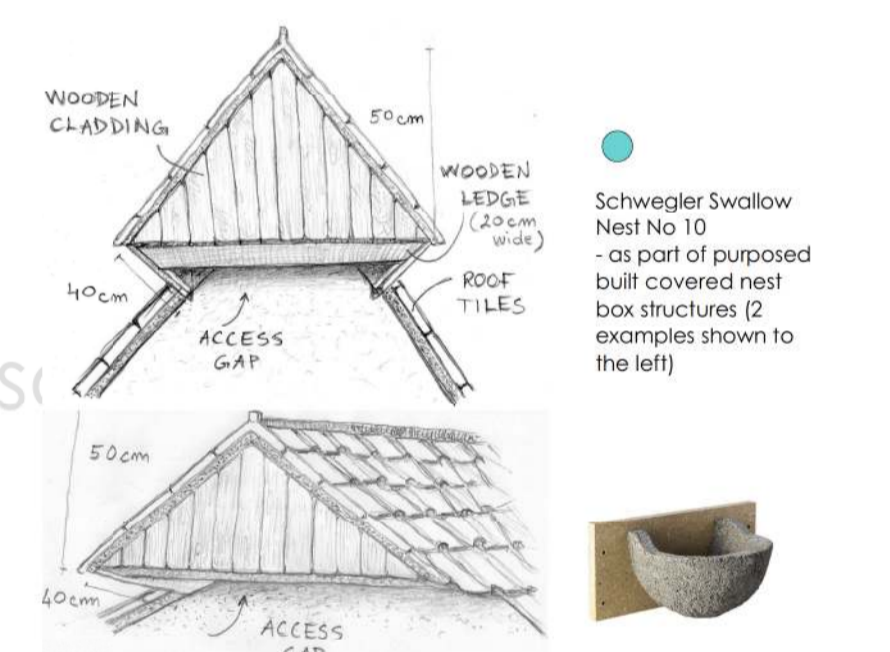 WOODEN
CLADDING
50cm
WOODEN
LEDGE
(20cm
wide)
40cm
ROOF
TILES
ACCESS
GAP
50cm
40cm
ACCESS
GAP
Schwegler Swallow
Nest No 10
- as part of purposed
built covered nest
box structures (2
examples shown to
the left)